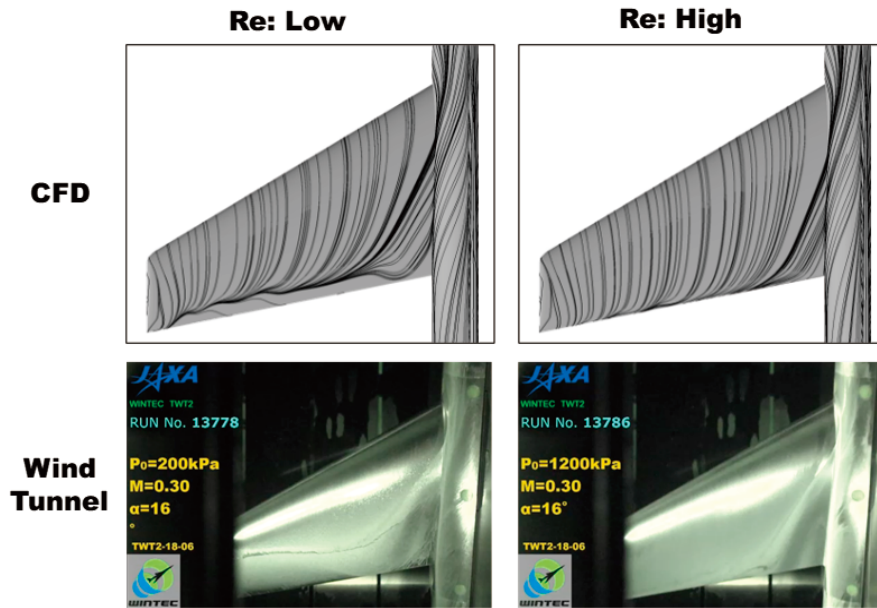 Re: Low
Re: High
CFD
Wind
Tunnel
JAXA
WINTEC TWT2
RUN No. 13778
P₀=200kPa
M=0.30
α=16
°
TWT2-18-06
WINTEC
JAXA
WINTEC TWT2
RUN No. 13786
P₀=1200kPa
M=0.30
α=16°
TWT2-18-06
WINTEC